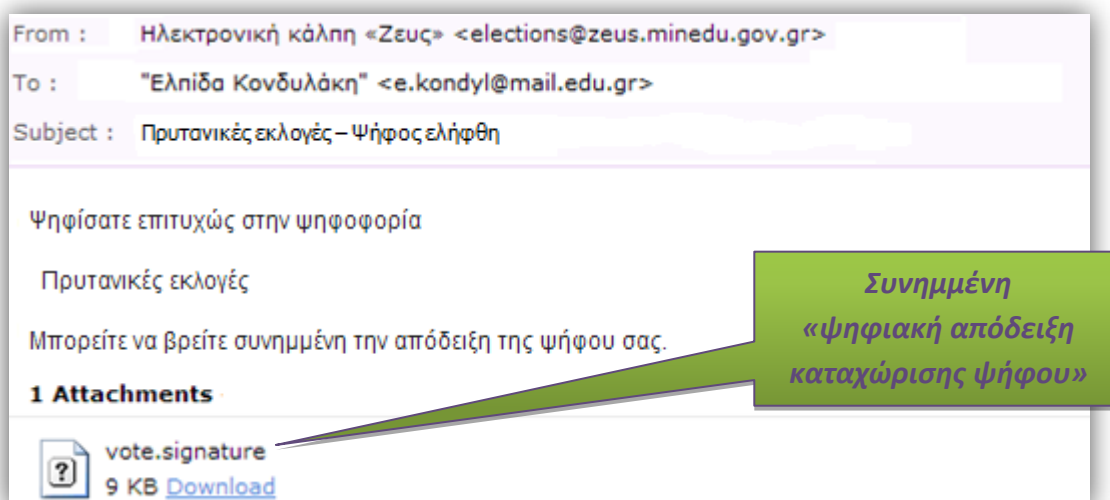 From : Ηλεκτρονική κάλπη «Ζευς» <elections@zeus.minedu.gov.gr>
To : "Ελπίδα Κονδυλάκη" <e.kondyl@mail.edu.gr>
Subject : Πρυτανικές εκλογές – Ψήφος ελήφθη
Ψηφίσατε επιτυχώς στην ψηφοφορία
Πρυτανικές εκλογές
Μπορείτε να βρείτε συνημμένη την απόδειξη της ψήφου σας.
Συνημμένη
«ψηφιακή απόδειξη
καταχώρισης ψήφου»
1 Attachments
vote.signature
9 KB Download